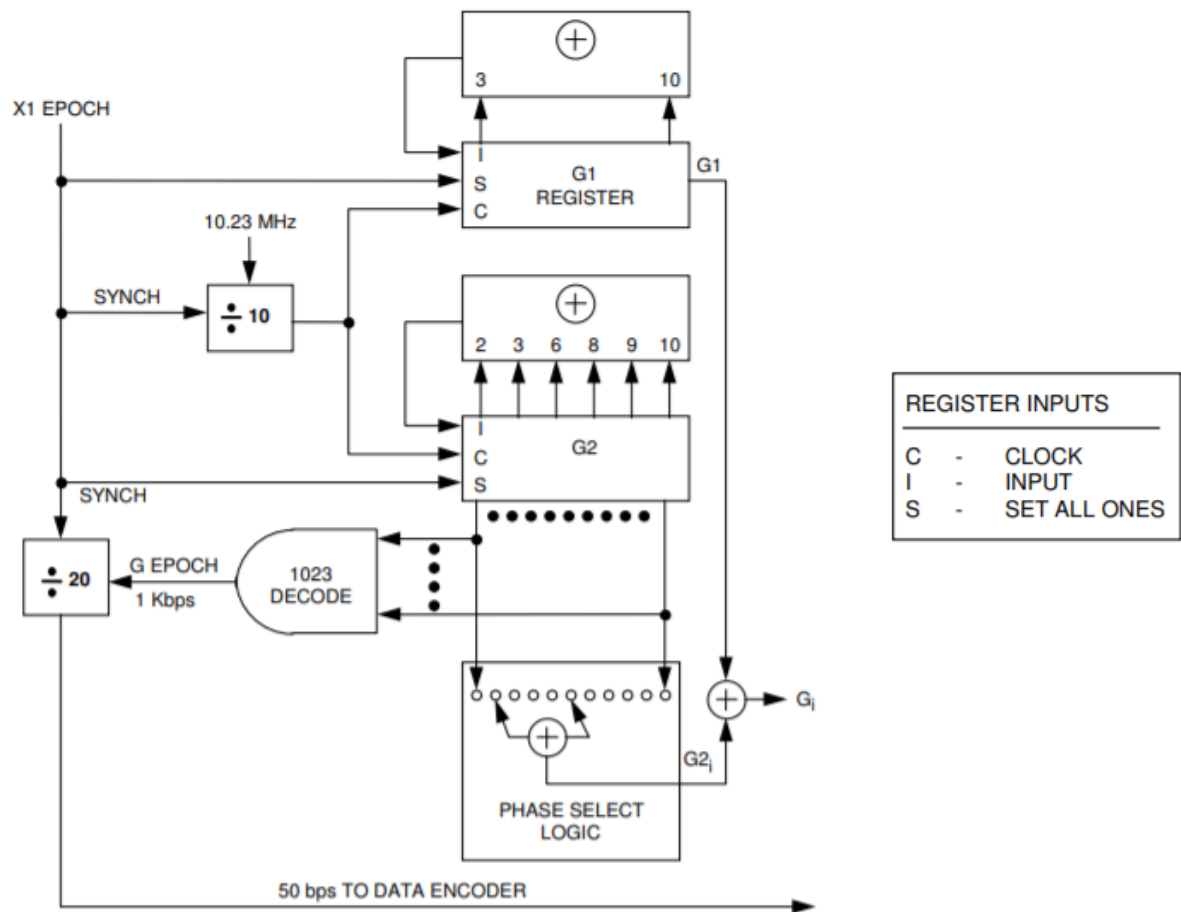 3 10
X1 EPOCH
I
S
C
G1
REGISTER
G1
10.23 MHz
SYNCH
÷ 10
2 3 6 8 9 10
I
C
S
G2
SYNCH
÷ 20
G EPOCH
1 Kbps
1023
DECODE
G2i
Gi
PHASE SELECT
LOGIC
50 bps TO DATA ENCODER
REGISTER INPUTS
C - CLOCK
I - INPUT
S - SET ALL ONES